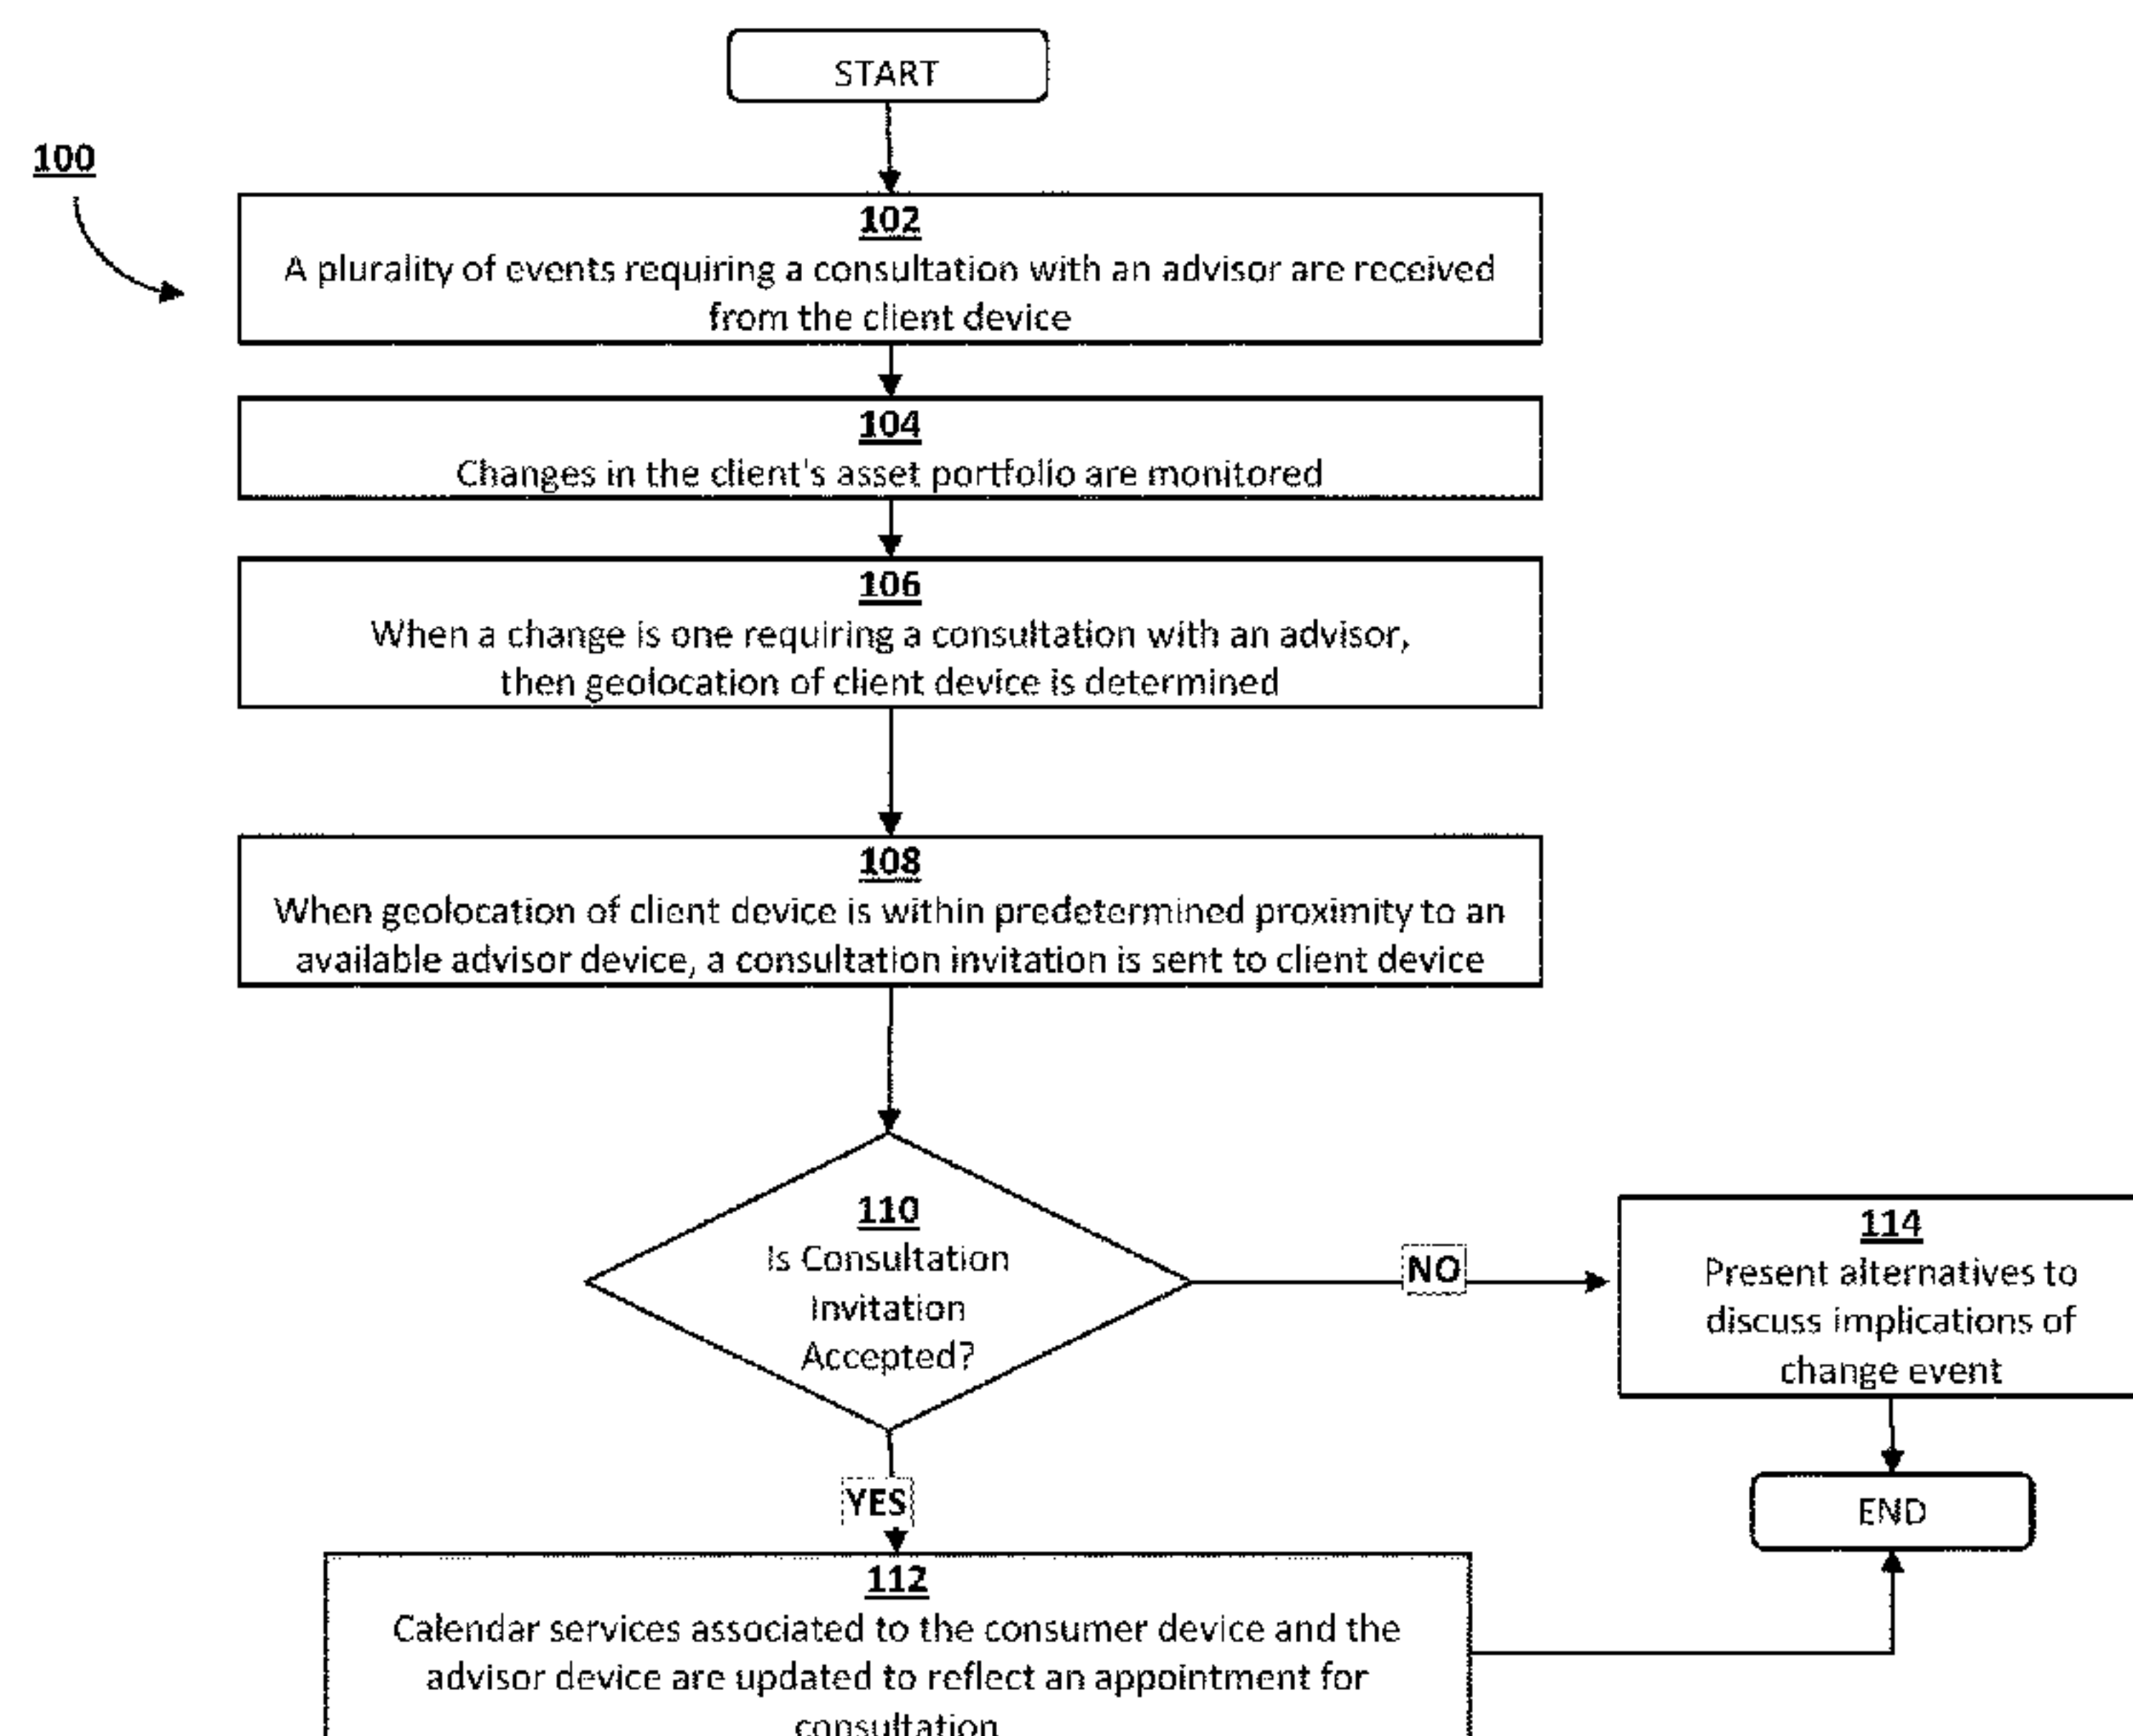 START
100
102
A plurality of events requiring a consultation with an advisor are received
from the client device
104
Changes in the client's asset portfolio are monitored
106
When a change is one requiring a consultation with an advisor,
then geolocation of client device is determined
108
When geolocation of client device is within predetermined proximity to an
available advisor device, a consultation invitation is sent to client device
110
Is Consultation
Invitation
Accepted?
NO
114
Present alternatives to
discuss implications of
change event
YES
END
112
Calendar services associated to the consumer device and the
advisor device are updated to reflect an appointment for
consultation